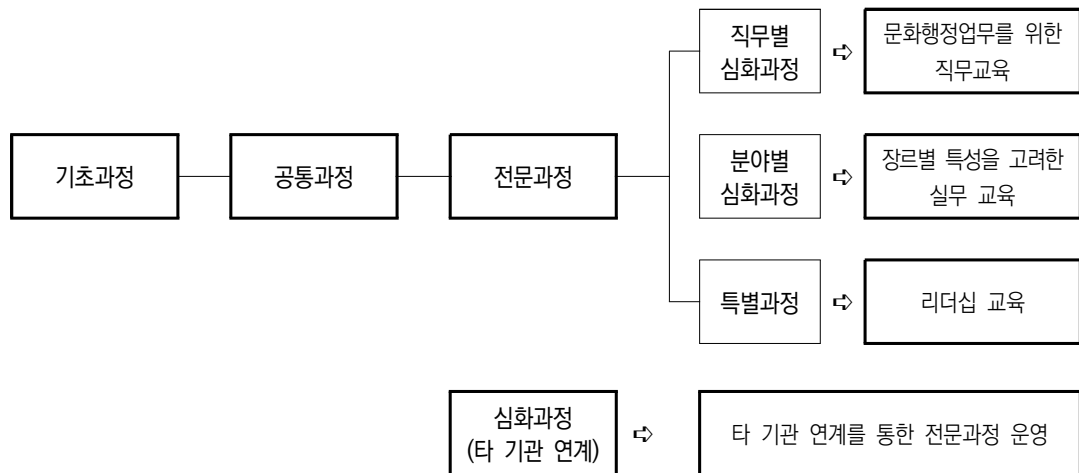 직무별
심화과정
문화행정업무를 위한
직무교육
기초과정
공통과정
전문과정
분야별
심화과정
장르별 특성을 고려한
실무 교육
특별과정
리더십 교육
심화과정
(타 기관 연계)
타 기관 연계를 통한 전문과정 운영